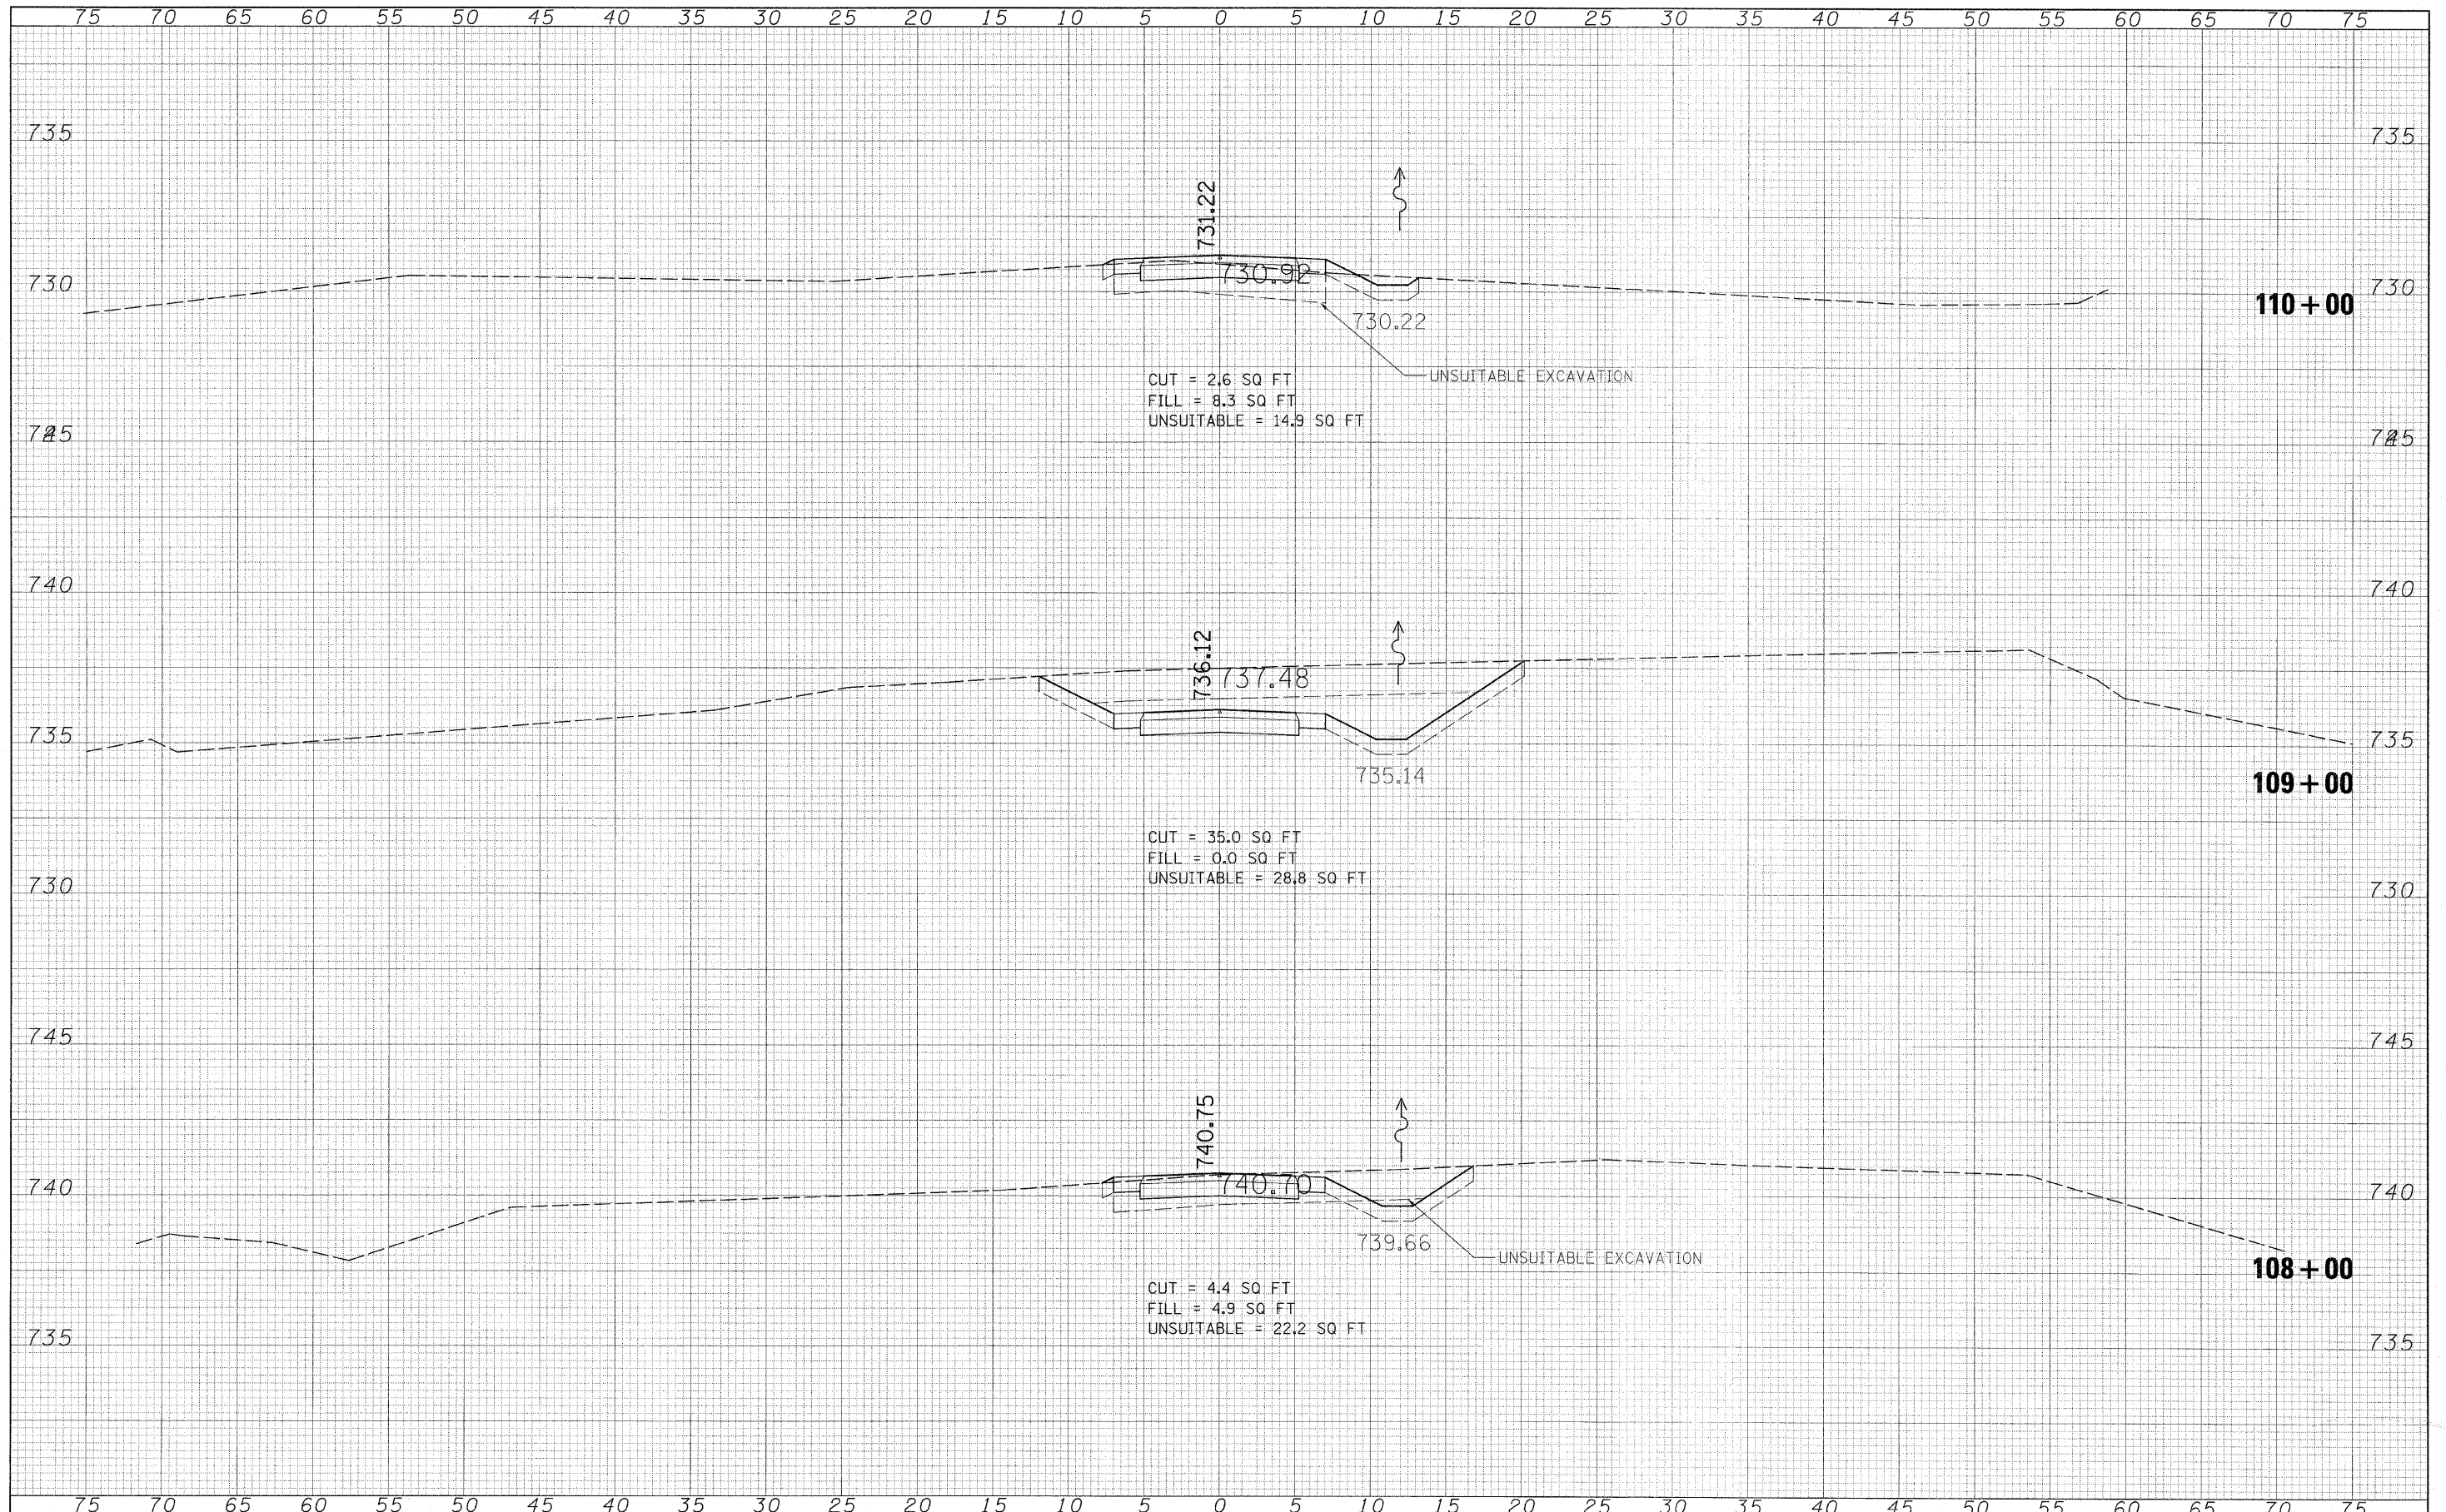 75 70 65 60 55 50 45 40 35 30 25 20 15 10 5 0 5 10 15 20 25 30 35 40 45 50 55 60 65 70 75
735 735
731.22
730 730.92 730
110+00
730.22
UNSUITABLE EXCAVATION
CUT = 2.6 SQ FT
FILL = 8.3 SQ FT
UNSUITABLE = 14.9 SQ FT
740 740
736.12
737.48
735 735
735.14
109+00
CUT = 35.0 SQ FT
FILL = 0.0 SQ FT
UNSUITABLE = 28.8 SQ FT
730 730
745 745
740.75
740 740.70 740
739.66
UNSUITABLE EXCAVATION
108+00
CUT = 4.4 SQ FT
FILL = 4.9 SQ FT
UNSUITABLE = 22.2 SQ FT
735 735
75 70 65 60 55 50 45 40 35 30 25 20 15 10 5 0 5 10 15 20 25 30 35 40 45 50 55 60 65 70 75